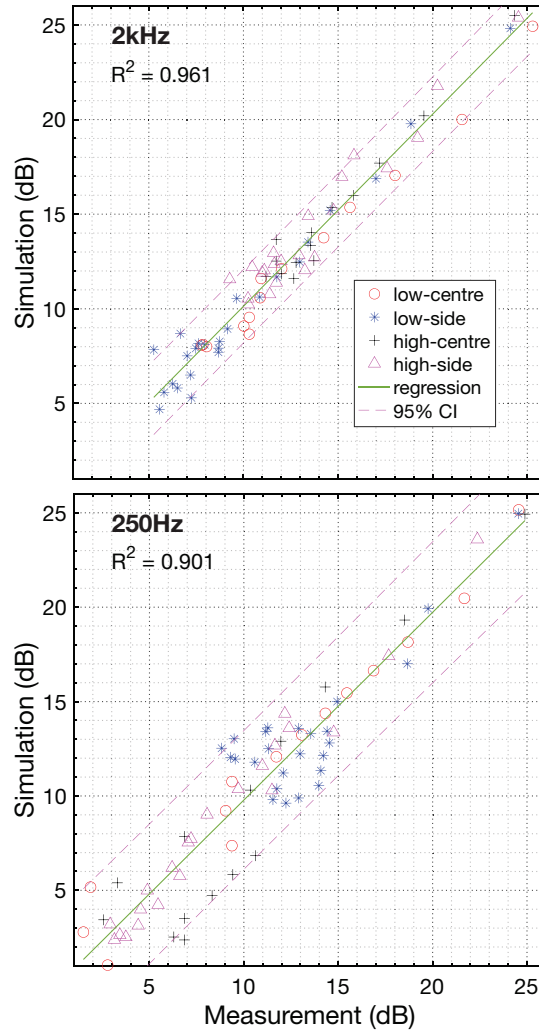 2kHz
R² = 0.961
25
20
15
10
5
Simulation (dB)
low-centre
low-side
high-centre
high-side
regression
95% CI
250Hz
R² = 0.901
25
20
15
10
5
Simulation (dB)
5 10 15 20 25
Measurement (dB)